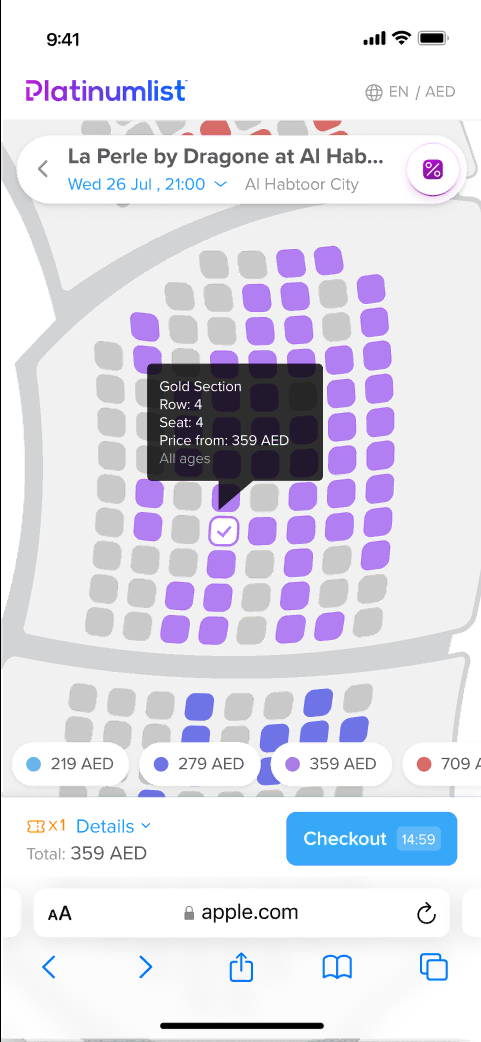 9:41
Platinumlist
EN / AED
La Perle by Dragone at Al Hab...
Wed 26 Jul , 21:00
Al Habtoor City
Gold Section
Row: 4
Seat: 4
Price from: 359 AED
All ages
219 AED
279 AED
359 AED
709 A
x1 Details
Total: 359 AED
Checkout 14:59
AA
apple.com